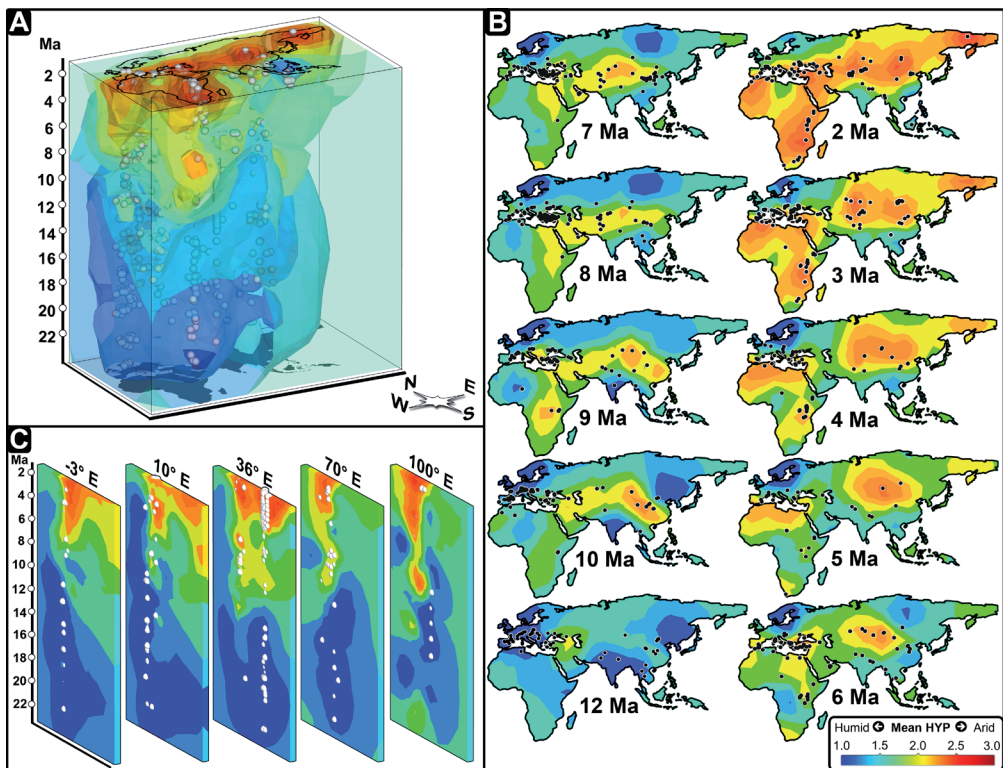 A
Ma
2
4
6
8
10
12
14
16
18
20
22
N
E
W
S
B
7 Ma
2 Ma
8 Ma
3 Ma
9 Ma
4 Ma
10 Ma
5 Ma
12 Ma
6 Ma
Humid Mean HYP Arid
1.0 1.5 2.0 2.5 3.0
C
Ma
-3° E 10° E 36° E 70° E 100° E
2
4
6
8
10
12
14
16
18
20
22